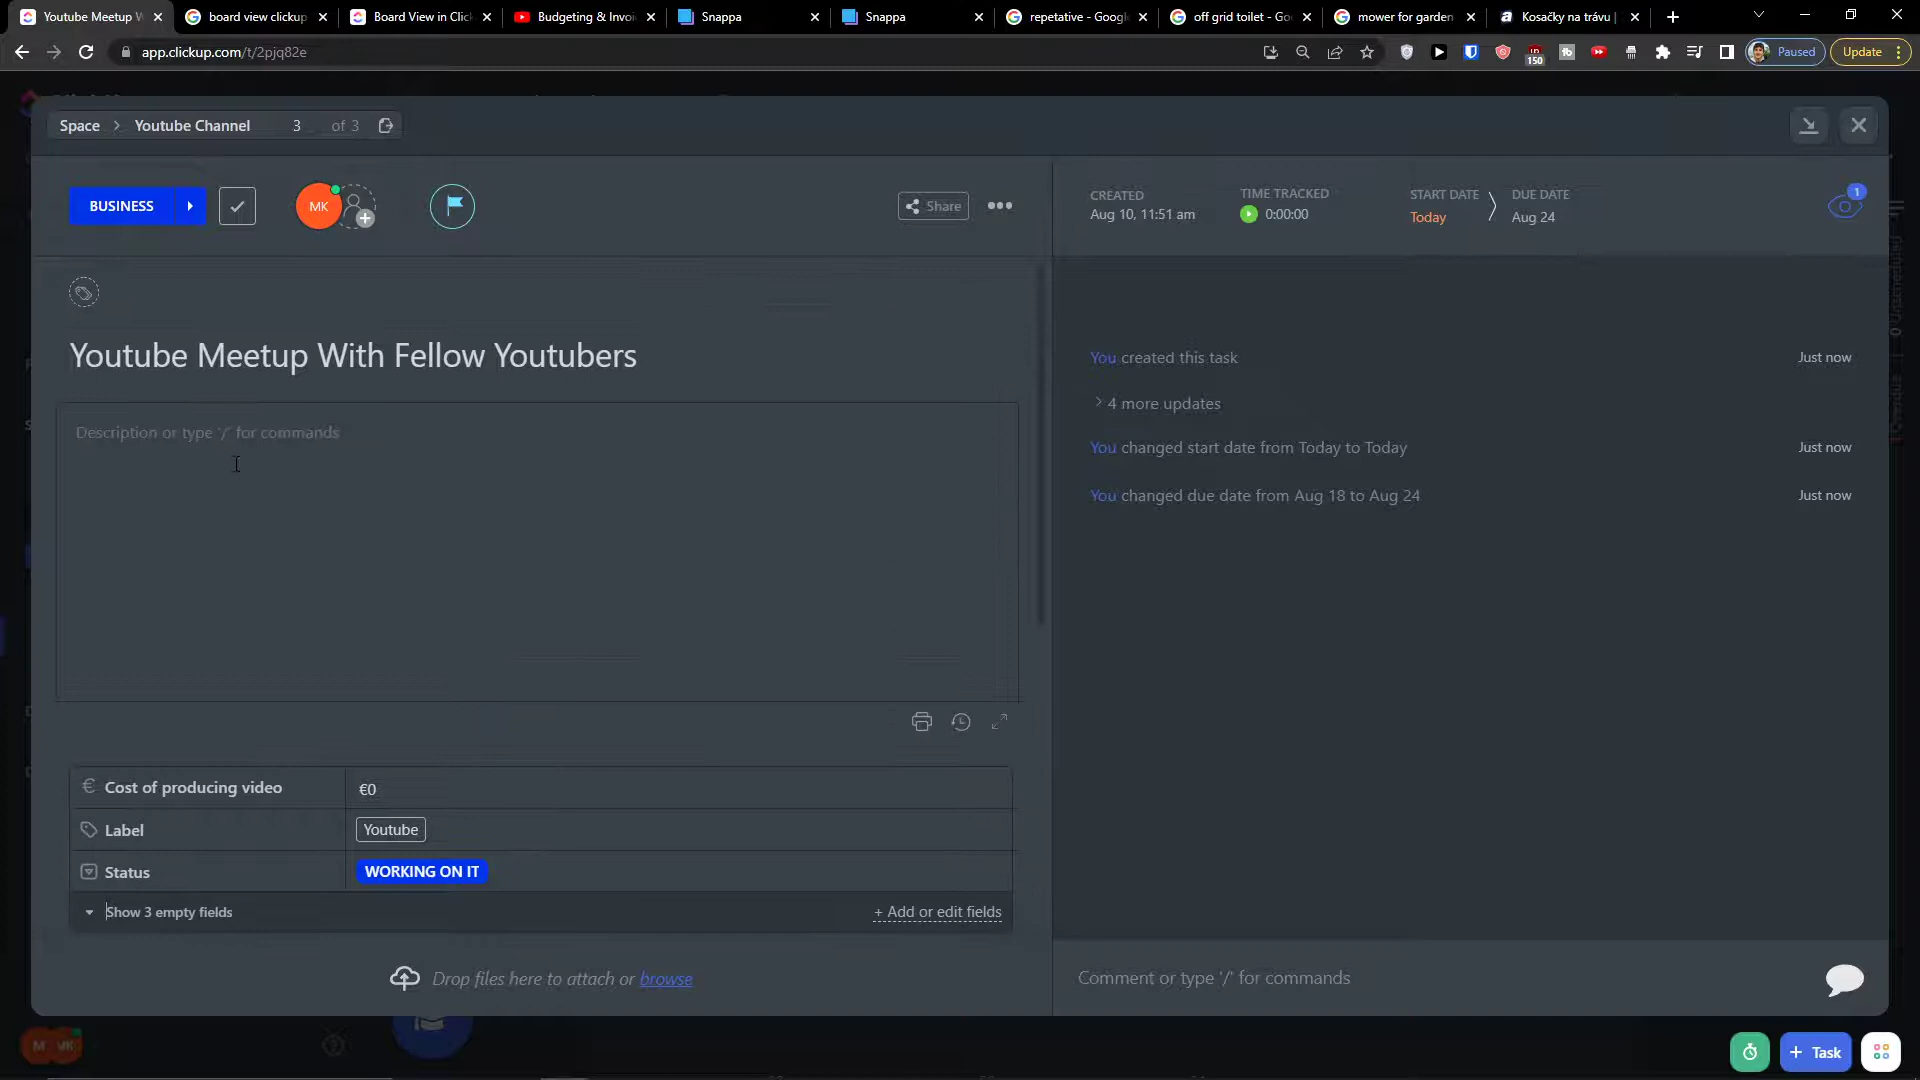 Youtube Meetup W
board view clickup
Board View in Click
Budgeting & Invoi
Snappa
Snappa
repetative - Google
off grid toilet - Go
mower for garden
Kosačky na trávu |
app.clickup.com/t/2pjq82e
150
Paused
Update
Space > Youtube Channel 3 of 3
BUSINESS
MK
Share
CREATED
Aug 10, 11:51 am
TIME TRACKED
0:00:00
START DATE
Today
DUE DATE
Aug 24
1
Youtube Meetup With Fellow Youtubers
Description or type '/' for commands
You created this task Just now
> 4 more updates
You changed start date from Today to Today Just now
You changed due date from Aug 18 to Aug 24 Just now
€ Cost of producing video €0
Label Youtube
Status WORKING ON IT
Show 3 empty fields
+ Add or edit fields
Drop files here to attach or browse
Comment or type '/' for commands
+ Task